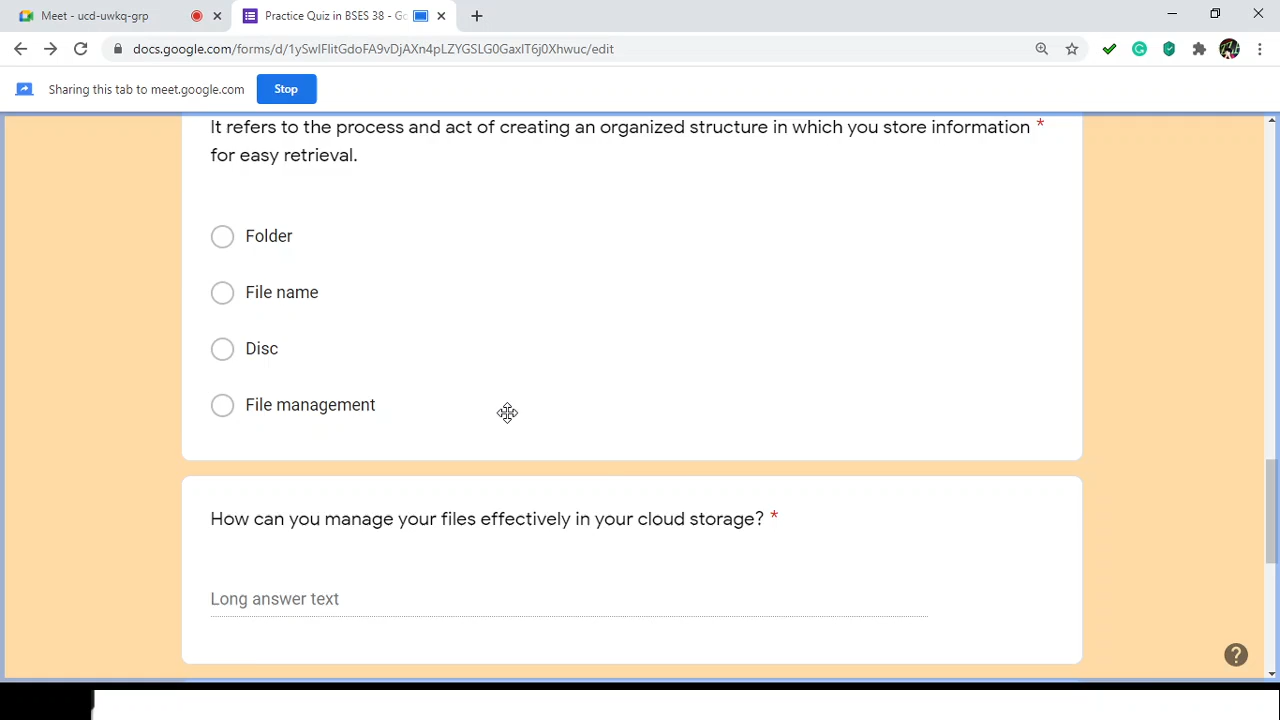 Meet - ucd-uwkq-grp
Practice Quiz in BSES 38 - Go
docs.google.com/forms/d/1ySwIFlitGdoFA9vDjAXn4pLZYGSLG0GaxlT6j0Xhwuc/edit
Sharing this tab to meet.google.com
Stop
It refers to the process and act of creating an organized structure in which you store information *
for easy retrieval.
Folder
File name
Disc
File management
How can you manage your files effectively in your cloud storage? *
Long answer text